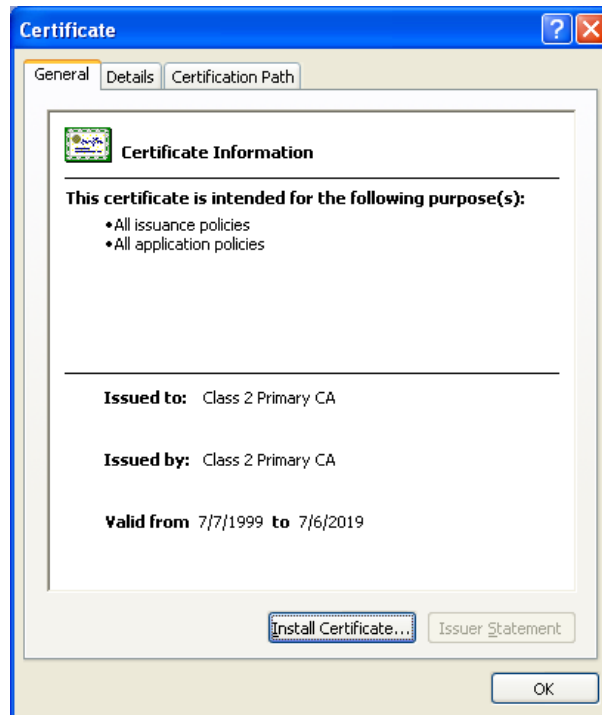 Certificate
General Details Certification Path
Certificate Information
This certificate is intended for the following purpose(s):
•All issuance policies
•All application policies
Issued to: Class 2 Primary CA
Issued by: Class 2 Primary CA
Valid from 7/7/1999 to 7/6/2019
Install Certificate... Issuer Statement
OK